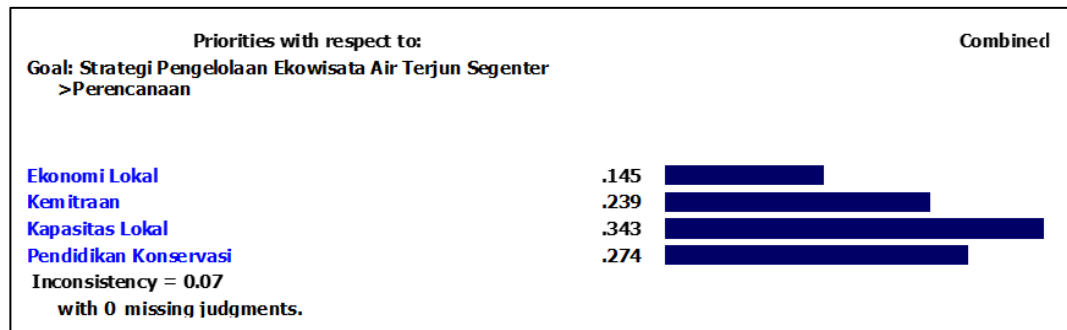 Priorities with respect to: Combined
Goal: Strategi Pengelolaan Ekowisata Air Terjun Segenter
>Perencanaan
Ekonomi Lokal .145
Kemitraan .239
Kapasitas Lokal .343
Pendidikan Konservasi .274
Inconsistency = 0.07
with 0 missing judgments.